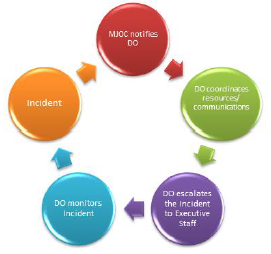 MJOC notifies
DO
DO coordinates
resources/
communications
DO escalates
the Incident
to Executive
Staff
DO monitors
Incident
Incident